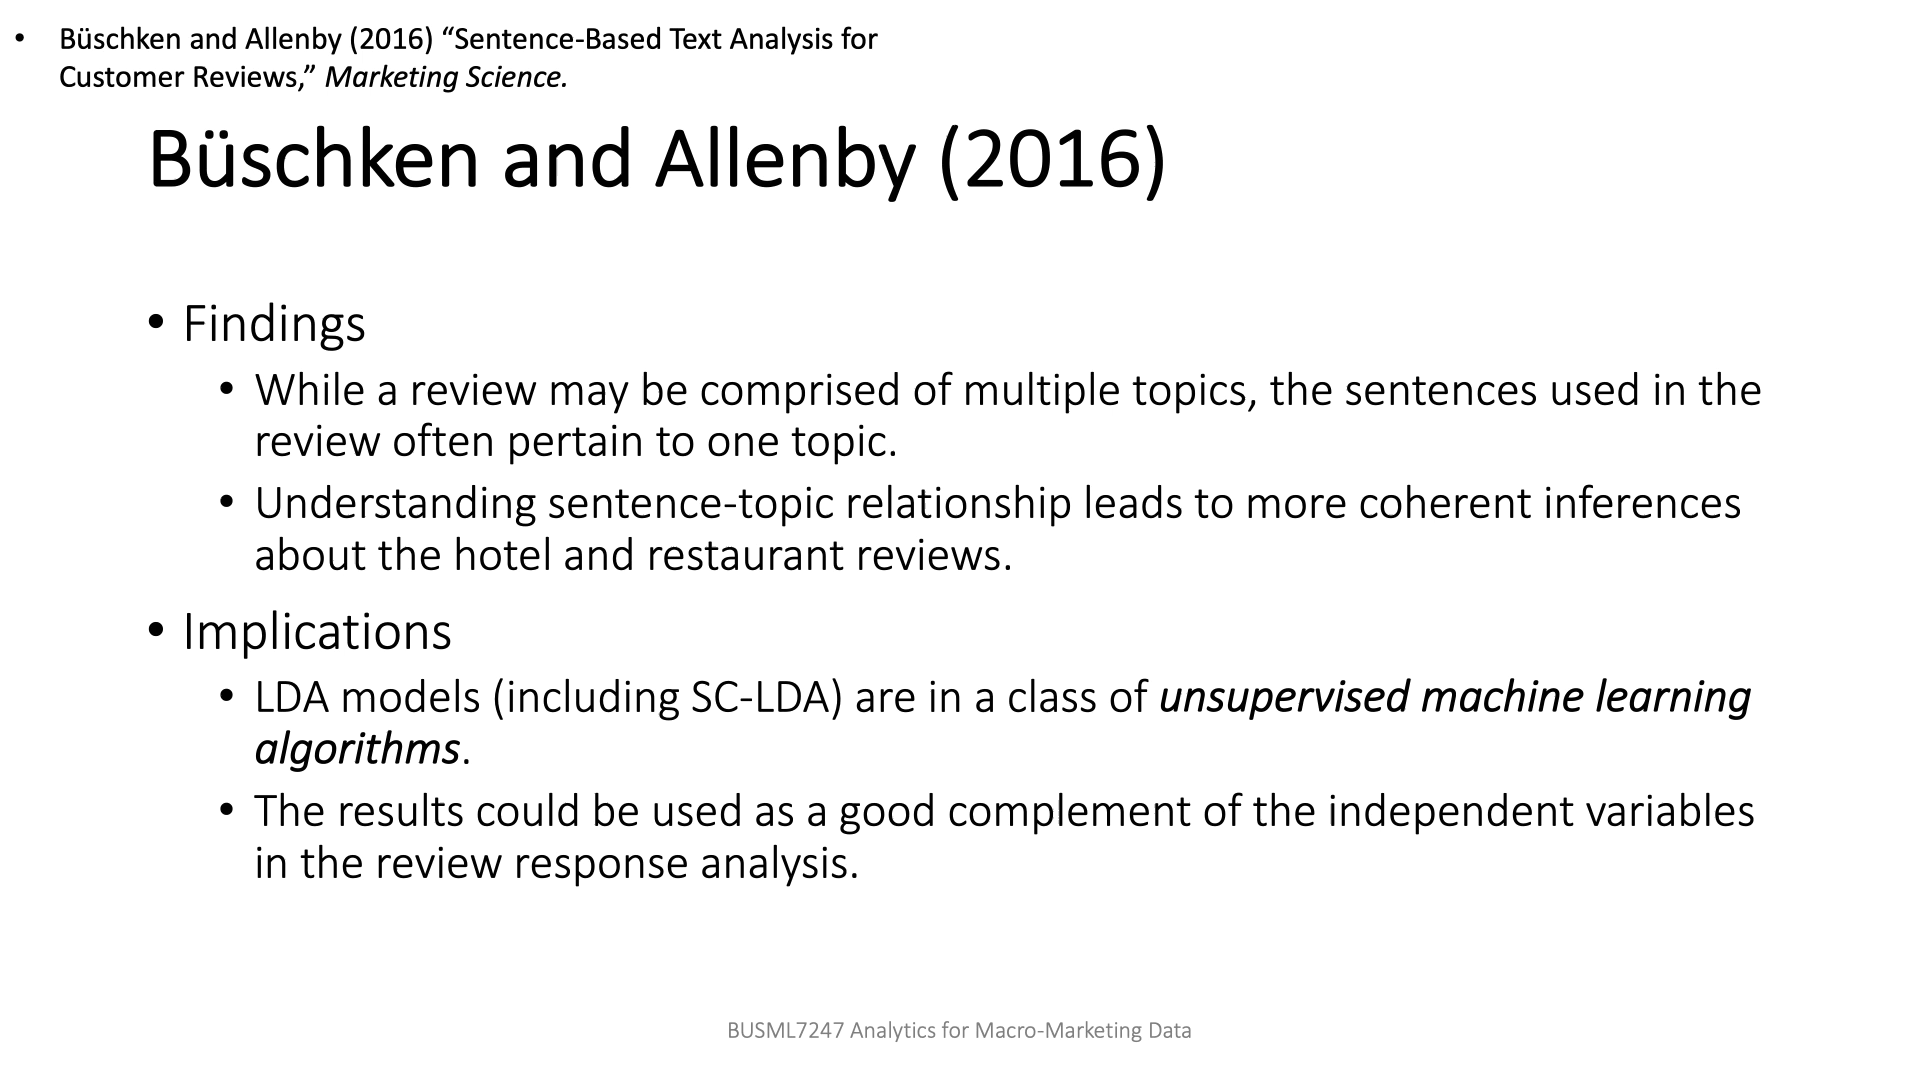 • Büschken and Allenby (2016) “Sentence-Based Text Analysis for
Customer Reviews,” Marketing Science.
Büschken and Allenby (2016)
• Findings
• While a review may be comprised of multiple topics, the sentences used in the
review often pertain to one topic.
• Understanding sentence-topic relationship leads to more coherent inferences
about the hotel and restaurant reviews.
• Implications
• LDA models (including SC-LDA) are in a class of unsupervised machine learning
algorithms.
• The results could be used as a good complement of the independent variables
in the review response analysis.
BUSML7247 Analytics for Macro-Marketing Data